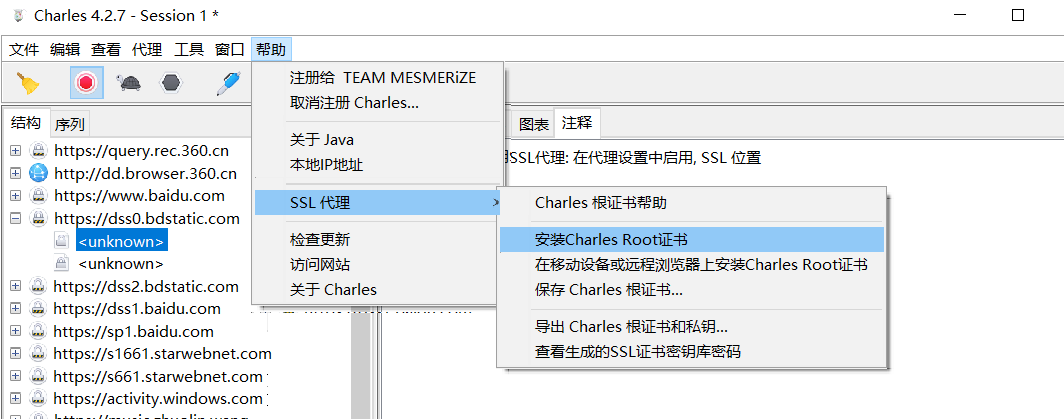 Charles 4.2.7 - Session 1 *
文件 编辑 查看 代理 工具 窗口 帮助
注册给 TEAM MESMERiZE
取消注册 Charles...
关于 Java
本地IP地址
SSL 代理
检查更新
访问网站
关于 Charles
Charles 根证书帮助
安装Charles Root证书
在移动设备或远程浏览器上安装Charles Root证书
保存 Charles 根证书...
导出 Charles 根证书和私钥...
查看生成的SSL证书密钥库密码
结构 序列
图表 注释
SSL代理: 在代理设置中启用, SSL 位置
https://query.rec.360.cn
http://dd.browser.360.cn
https://www.baidu.com
https://dss0.bdstatic.com
<unknown>
<unknown>
https://dss2.bdstatic.com
https://dss1.baidu.com
https://sp1.baidu.com
https://s1661.starwebnet.com
https://s661.starwebnet.com
https://activity.windows.com